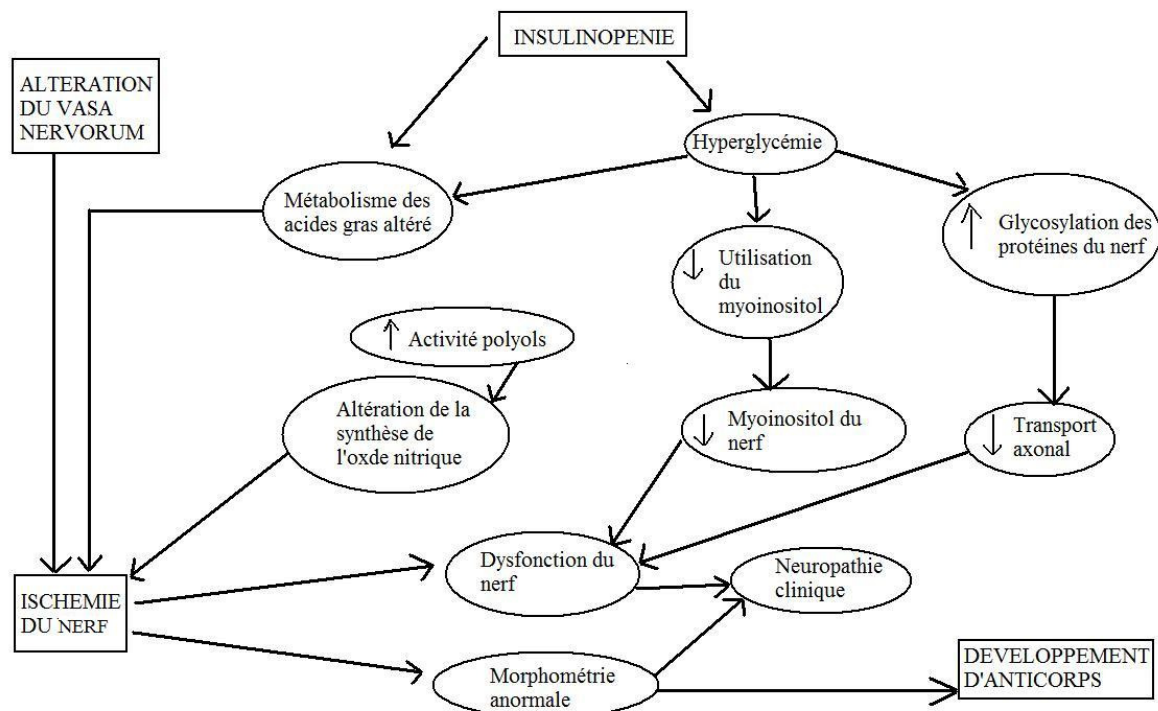 INSULINOPENIE
ALTERATION
DU VASA
NERVORUM
Hyperglycémie
Métabolisme des
acides gras altéré
↑ Glycosylation des
protéines du nerf
↓ Utilisation
du
myoinositol
↑ Activité polyols
Altération de la
synthèse de
l'oxde nitrique
↓ Myoinositol du
nerf
↓ Transport
axonal
Dysfonction du
nerf
Neuropathie
clinique
ISCHEMIE
DU NERF
Morphométrie
anormale
DEVELOPPEMENT
D'ANTICORPS